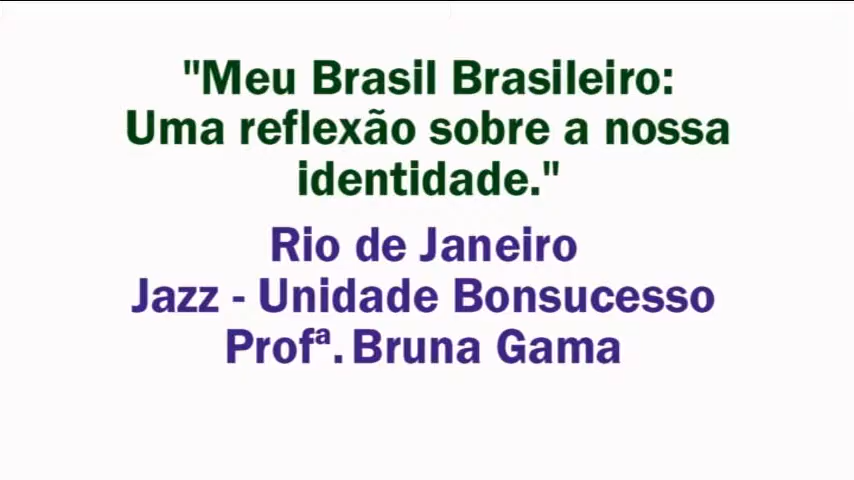 "Meu Brasil Brasileiro:
Uma reflexão sobre a nossa
identidade."
Rio de Janeiro
Jazz - Unidade Bonsucesso
Profª. Bruna Gama